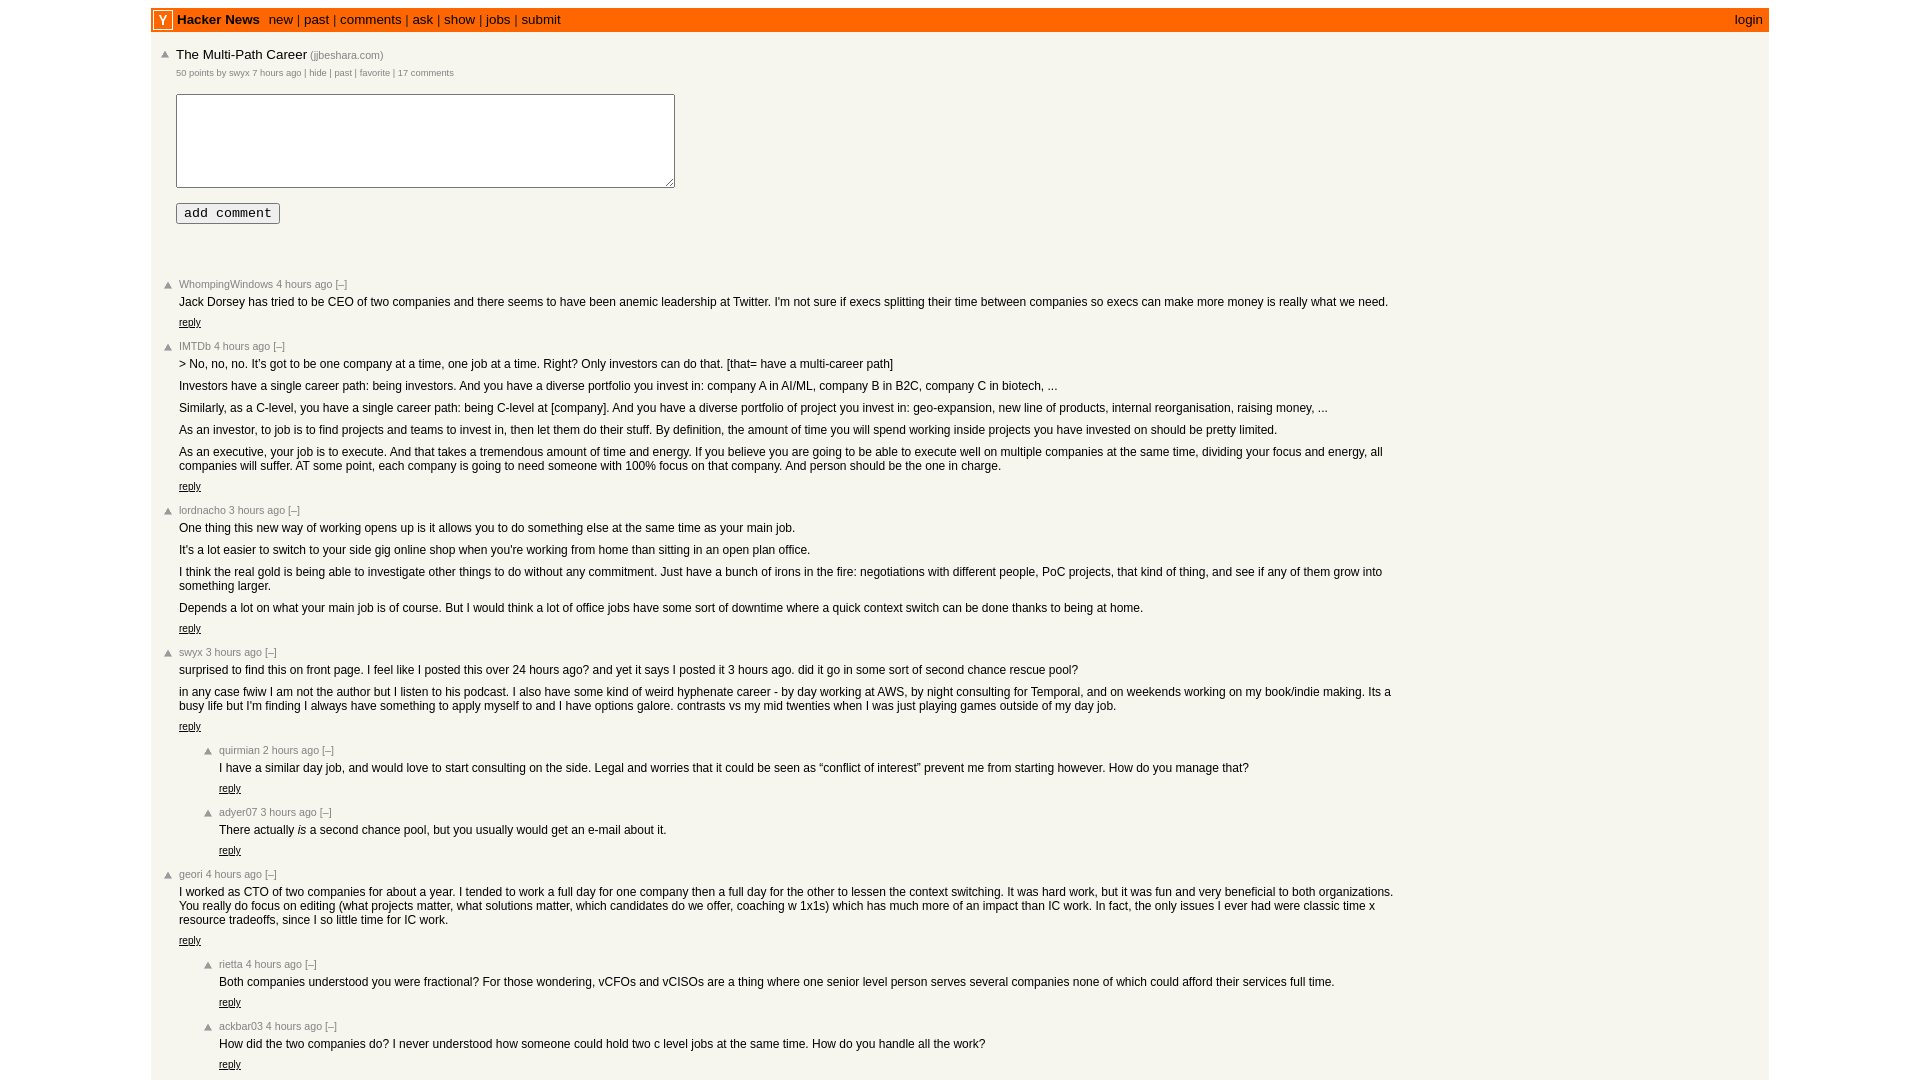 Y Hacker News new | past | comments | ask | show | jobs | submit login
The Multi-Path Career (jjbeshara.com)
50 points by swyx 7 hours ago | hide | past | favorite | 17 comments
add comment
WhompingWindows 4 hours ago [–]
Jack Dorsey has tried to be CEO of two companies and there seems to have been anemic leadership at Twitter. I'm not sure if execs splitting their time between companies so execs can make more money is really what we need.
reply
IMTDb 4 hours ago [–]
> No, no, no. It’s got to be one company at a time, one job at a time. Right? Only investors can do that. [that= have a multi-career path]
Investors have a single career path: being investors. And you have a diverse portfolio you invest in: company A in AI/ML, company B in B2C, company C in biotech, ...
Similarly, as a C-level, you have a single career path: being C-level at [company]. And you have a diverse portfolio of project you invest in: geo-expansion, new line of products, internal reorganisation, raising money, ...
As an investor, to job is to find projects and teams to invest in, then let them do their stuff. By definition, the amount of time you will spend working inside projects you have invested on should be pretty limited.
As an executive, your job is to execute. And that takes a tremendous amount of time and energy. If you believe you are going to be able to execute well on multiple companies at the same time, dividing your focus and energy, all
companies will suffer. AT some point, each company is going to need someone with 100% focus on that company. And person should be the one in charge.
reply
lordnacho 3 hours ago [–]
One thing this new way of working opens up is it allows you to do something else at the same time as your main job.
It's a lot easier to switch to your side gig online shop when you're working from home than sitting in an open plan office.
I think the real gold is being able to investigate other things to do without any commitment. Just have a bunch of irons in the fire: negotiations with different people, PoC projects, that kind of thing, and see if any of them grow into
something larger.
Depends a lot on what your main job is of course. But I would think a lot of office jobs have some sort of downtime where a quick context switch can be done thanks to being at home.
reply
swyx 3 hours ago [–]
surprised to find this on front page. I feel like I posted this over 24 hours ago? and yet it says I posted it 3 hours ago. did it go in some sort of second chance rescue pool?
in any case fwiw I am not the author but I listen to his podcast. I also have some kind of weird hyphenate career - by day working at AWS, by night consulting for Temporal, and on weekends working on my book/indie making. Its a
busy life but I'm finding I always have something to apply myself to and I have options galore. contrasts vs my mid twenties when I was just playing games outside of my day job.
reply
quirmian 2 hours ago [–]
I have a similar day job, and would love to start consulting on the side. Legal and worries that it could be seen as “conflict of interest” prevent me from starting however. How do you manage that?
reply
adyer07 3 hours ago [–]
There actually is a second chance pool, but you usually would get an e-mail about it.
reply
geori 4 hours ago [–]
I worked as CTO of two companies for about a year. I tended to work a full day for one company then a full day for the other to lessen the context switching. It was hard work, but it was fun and very beneficial to both organizations.
You really do focus on editing (what projects matter, what solutions matter, which candidates do we offer, coaching w 1x1s) which has much more of an impact than IC work. In fact, the only issues I ever had were classic time x
resource tradeoffs, since I so little time for IC work.
reply
rietta 4 hours ago [–]
Both companies understood you were fractional? For those wondering, vCFOs and vCISOs are a thing where one senior level person serves several companies none of which could afford their services full time.
reply
ackbar03 4 hours ago [–]
How did the two companies do? I never understood how someone could hold two c level jobs at the same time. How do you handle all the work?
reply